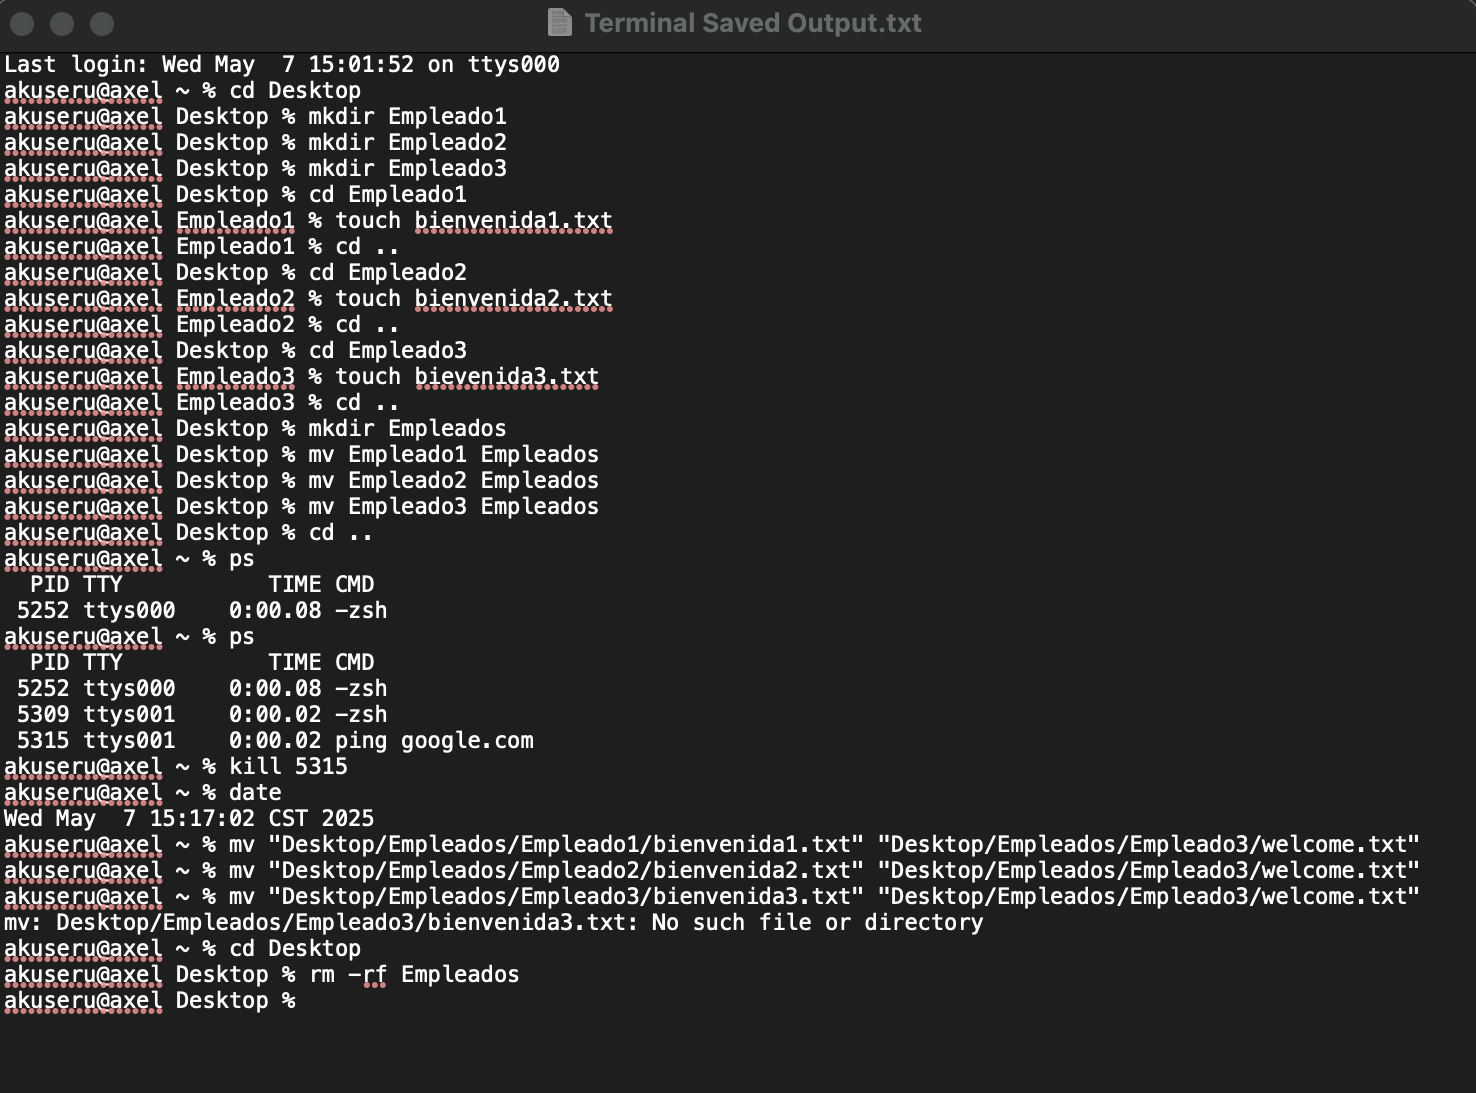 Terminal Saved Output.txt
Last login: Wed May  7 15:01:52 on ttys000
akuseru@axel ~ % cd Desktop
akuseru@axel Desktop % mkdir Empleado1
akuseru@axel Desktop % mkdir Empleado2
akuseru@axel Desktop % mkdir Empleado3
akuseru@axel Desktop % cd Empleado1
akuseru@axel Empleado1 % touch bienvenida1.txt
akuseru@axel Empleado1 % cd ..
akuseru@axel Desktop % cd Empleado2
akuseru@axel Empleado2 % touch bienvenida2.txt
akuseru@axel Empleado2 % cd ..
akuseru@axel Desktop % cd Empleado3
akuseru@axel Empleado3 % touch bievenida3.txt
akuseru@axel Empleado3 % cd ..
akuseru@axel Desktop % mkdir Empleados
akuseru@axel Desktop % mv Empleado1 Empleados
akuseru@axel Desktop % mv Empleado2 Empleados
akuseru@axel Desktop % mv Empleado3 Empleados
akuseru@axel Desktop % cd ..
akuseru@axel ~ % ps
  PID TTY           TIME CMD
 5252 ttys000    0:00.08 -zsh
akuseru@axel ~ % ps
  PID TTY           TIME CMD
 5252 ttys000    0:00.08 -zsh
 5309 ttys001    0:00.02 -zsh
 5315 ttys001    0:00.02 ping google.com
akuseru@axel ~ % kill 5315
akuseru@axel ~ % date
Wed May  7 15:17:02 CST 2025
akuseru@axel ~ % mv "Desktop/Empleados/Empleado1/bienvenida1.txt" "Desktop/Empleados/Empleado3/welcome.txt"
akuseru@axel ~ % mv "Desktop/Empleados/Empleado2/bienvenida2.txt" "Desktop/Empleados/Empleado3/welcome.txt"
akuseru@axel ~ % mv "Desktop/Empleados/Empleado3/bienvenida3.txt" "Desktop/Empleados/Empleado3/welcome.txt"
mv: Desktop/Empleados/Empleado3/bienvenida3.txt: No such file or directory
akuseru@axel ~ % cd Desktop
akuseru@axel Desktop % rm -rf Empleados
akuseru@axel Desktop %